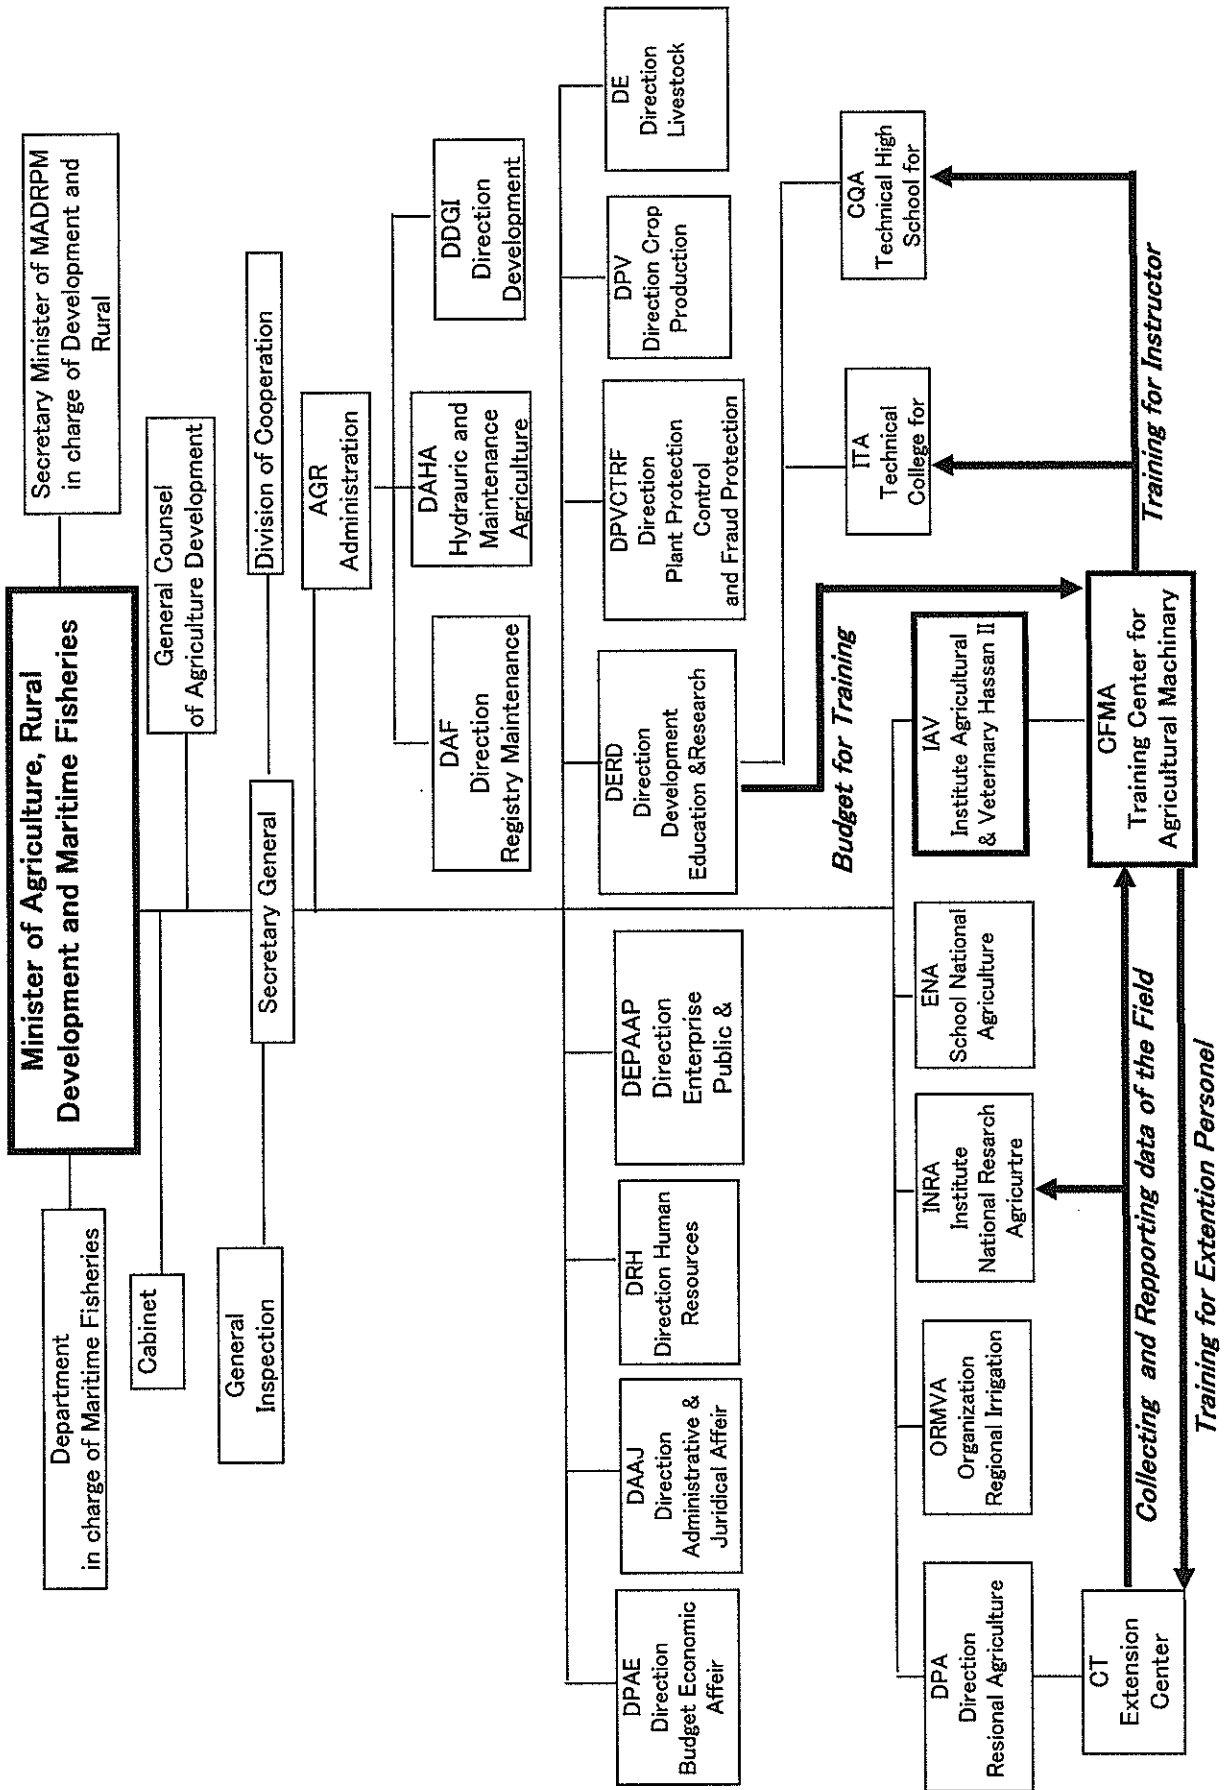 Minister of Agriculture, Rural
Development and Maritime Fisheries
Department
in charge of Maritime Fisheries
Secretary Minister of MADRPM
in charge of Development and
Rural
Cabinet
General Counsel
of Agriculture Development
General
Inspection
Secretary General
Division of Cooperation
AGR
Administration
DAF
Direction
Registry Maintenance
DAHA
Hydrauric and
Maintenance
Agriculture
DDGI
Direction
Development
DPAE
Direction
Budget Economic
Affeir
DAAJ
Direction
Administrative &
Juridical Affeir
DRH
Direction Human
Resources
DEPAAP
Direction
Enterprise
Public &
DERD
Direction
Development
Education &Research
DPVCTRF
Direction
Plant Protection
Control
and Fraud Protection
DPV
Direction Crop
Production
DE
Direction
Livestock
Budget for Training
DPA
Direction
Resional Agriculture
ORMVA
Organization
Regional Irrigation
INRA
Institute
National Resarch
Agricurtre
ENA
School National
Agriculture
IAV
Institute Agricultural
& Veterinary Hassan II
ITA
Technical
College for
CQA
Technical High
School for
CT
Extension
Center
Collecting and Repporting data of the Field
CFMA
Training Center for
Agricultural Machinary
Training for Instructor
Training for Extention Personel